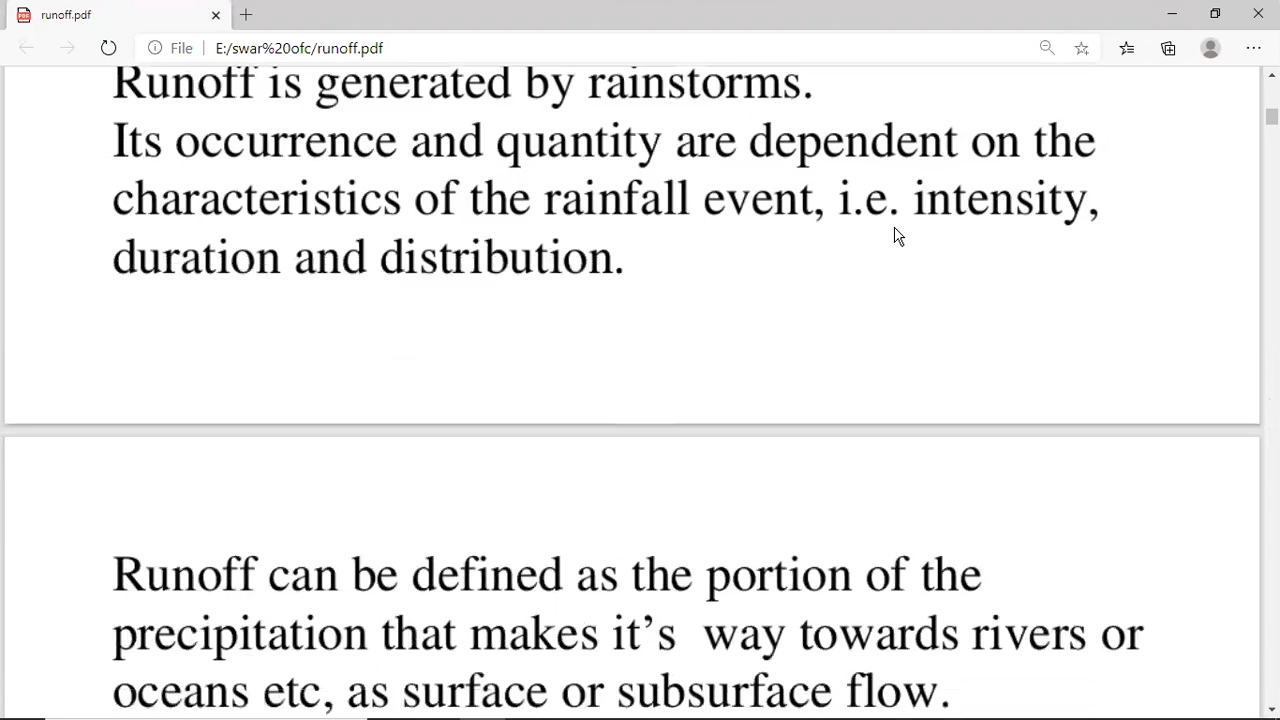 runoff.pdf
File
E:/swar%20ofc/runoff.pdf
Runoff is generated by rainstorms.
Its occurrence and quantity are dependent on the
characteristics of the rainfall event, i.e. intensity,
duration and distribution.
Runoff can be defined as the portion of the
precipitation that makes it’s way towards rivers or
oceans etc, as surface or subsurface flow.